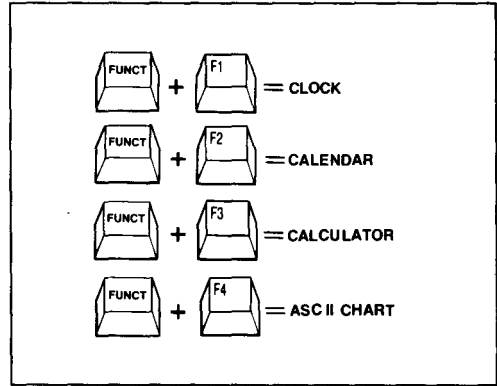 FUNCT + F1 = CLOCK
FUNCT + F2 = CALENDAR
FUNCT + F3 = CALCULATOR
FUNCT + F4 = ASC II CHART